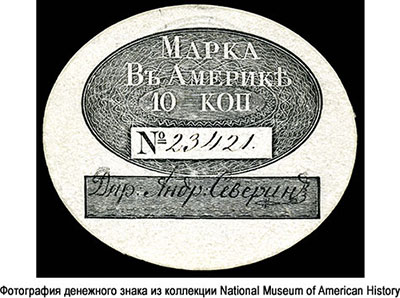 МАРКА
ВЪ АМЕРИКѢ
10 КОП
№ 23421.
Дир: Андр: Северинъ
Фотография денежного знака из коллекции National Museum of American History